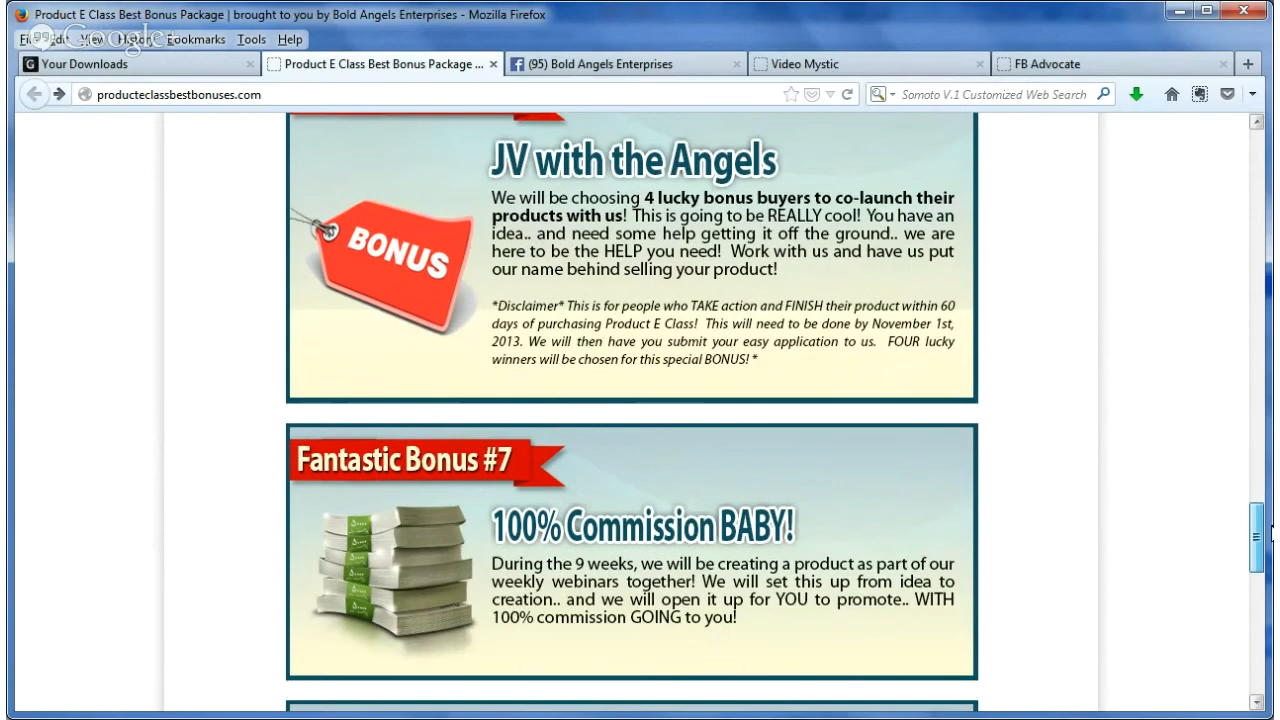 Product E Class Best Bonus Package | brought to you by Bold Angels Enterprises - Mozilla Firefox
File Edit View History Bookmarks Tools Help
Google+
Your Downloads
Product E Class Best Bonus Package ...
(95) Bold Angels Enterprises
Video Mystic
FB Advocate
producteclassbestbonuses.com
Somoto V.1 Customized Web Search
JV with the Angels
We will be choosing 4 lucky bonus buyers to co-launch their
products with us! This is going to be REALLY cool! You have an
idea.. and need some help getting it off the ground.. we are
here to be the HELP you need! Work with us and have us put
our name behind selling your product!
BONUS
*Disclaimer* This is for people who TAKE action and FINISH their product within 60
days of purchasing Product E Class! This will need to be done by November 1st,
2013. We will then have you submit your easy application to us. FOUR lucky
winners will be chosen for this special BONUS! *
Fantastic Bonus #7
100% Commission BABY!
During the 9 weeks, we will be creating a product as part of our
weekly webinars together! We will set this up from idea to
creation.. and we will open it up for YOU to promote.. WITH
100% commission GOING to you!